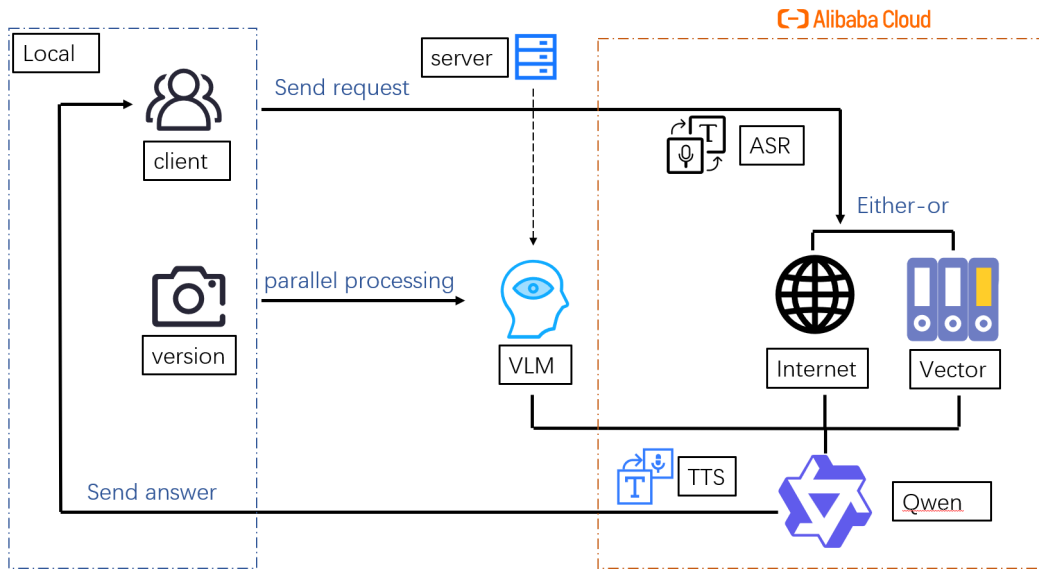 Alibaba Cloud
Local
server
Send request
ASR
client
Either-or
parallel processing
version
VLM
Internet
Vector
TTS
Send answer
Qwen